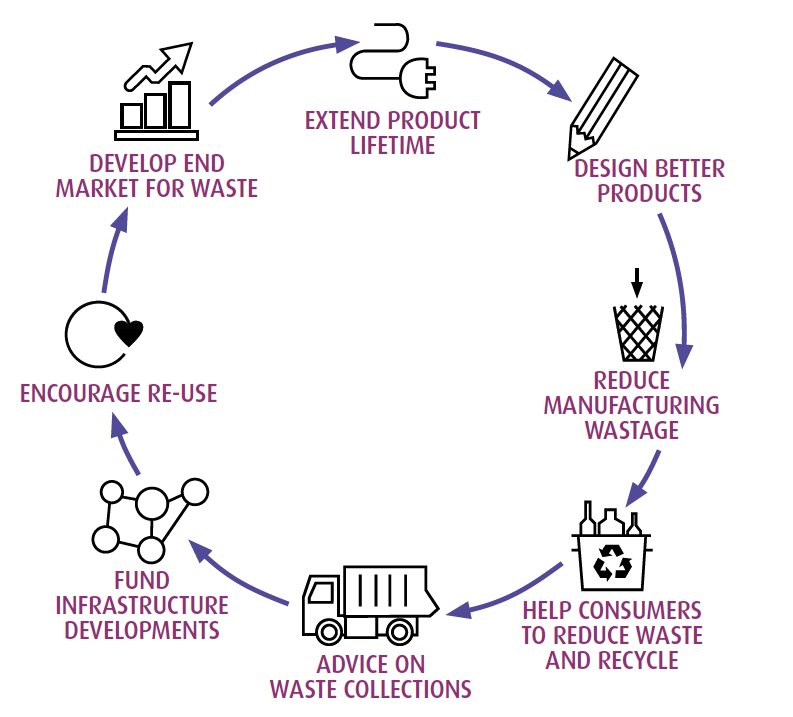 EXTEND PRODUCT
LIFETIME
DESIGN BETTER
PRODUCTS
REDUCE
MANUFACTURING
WASTAGE
HELP CONSUMERS
TO REDUCE WASTE
AND RECYCLE
ADVICE ON
WASTE COLLECTIONS
FUND
INFRASTRUCTURE
DEVELOPMENTS
ENCOURAGE RE-USE
DEVELOP END
MARKET FOR WASTE